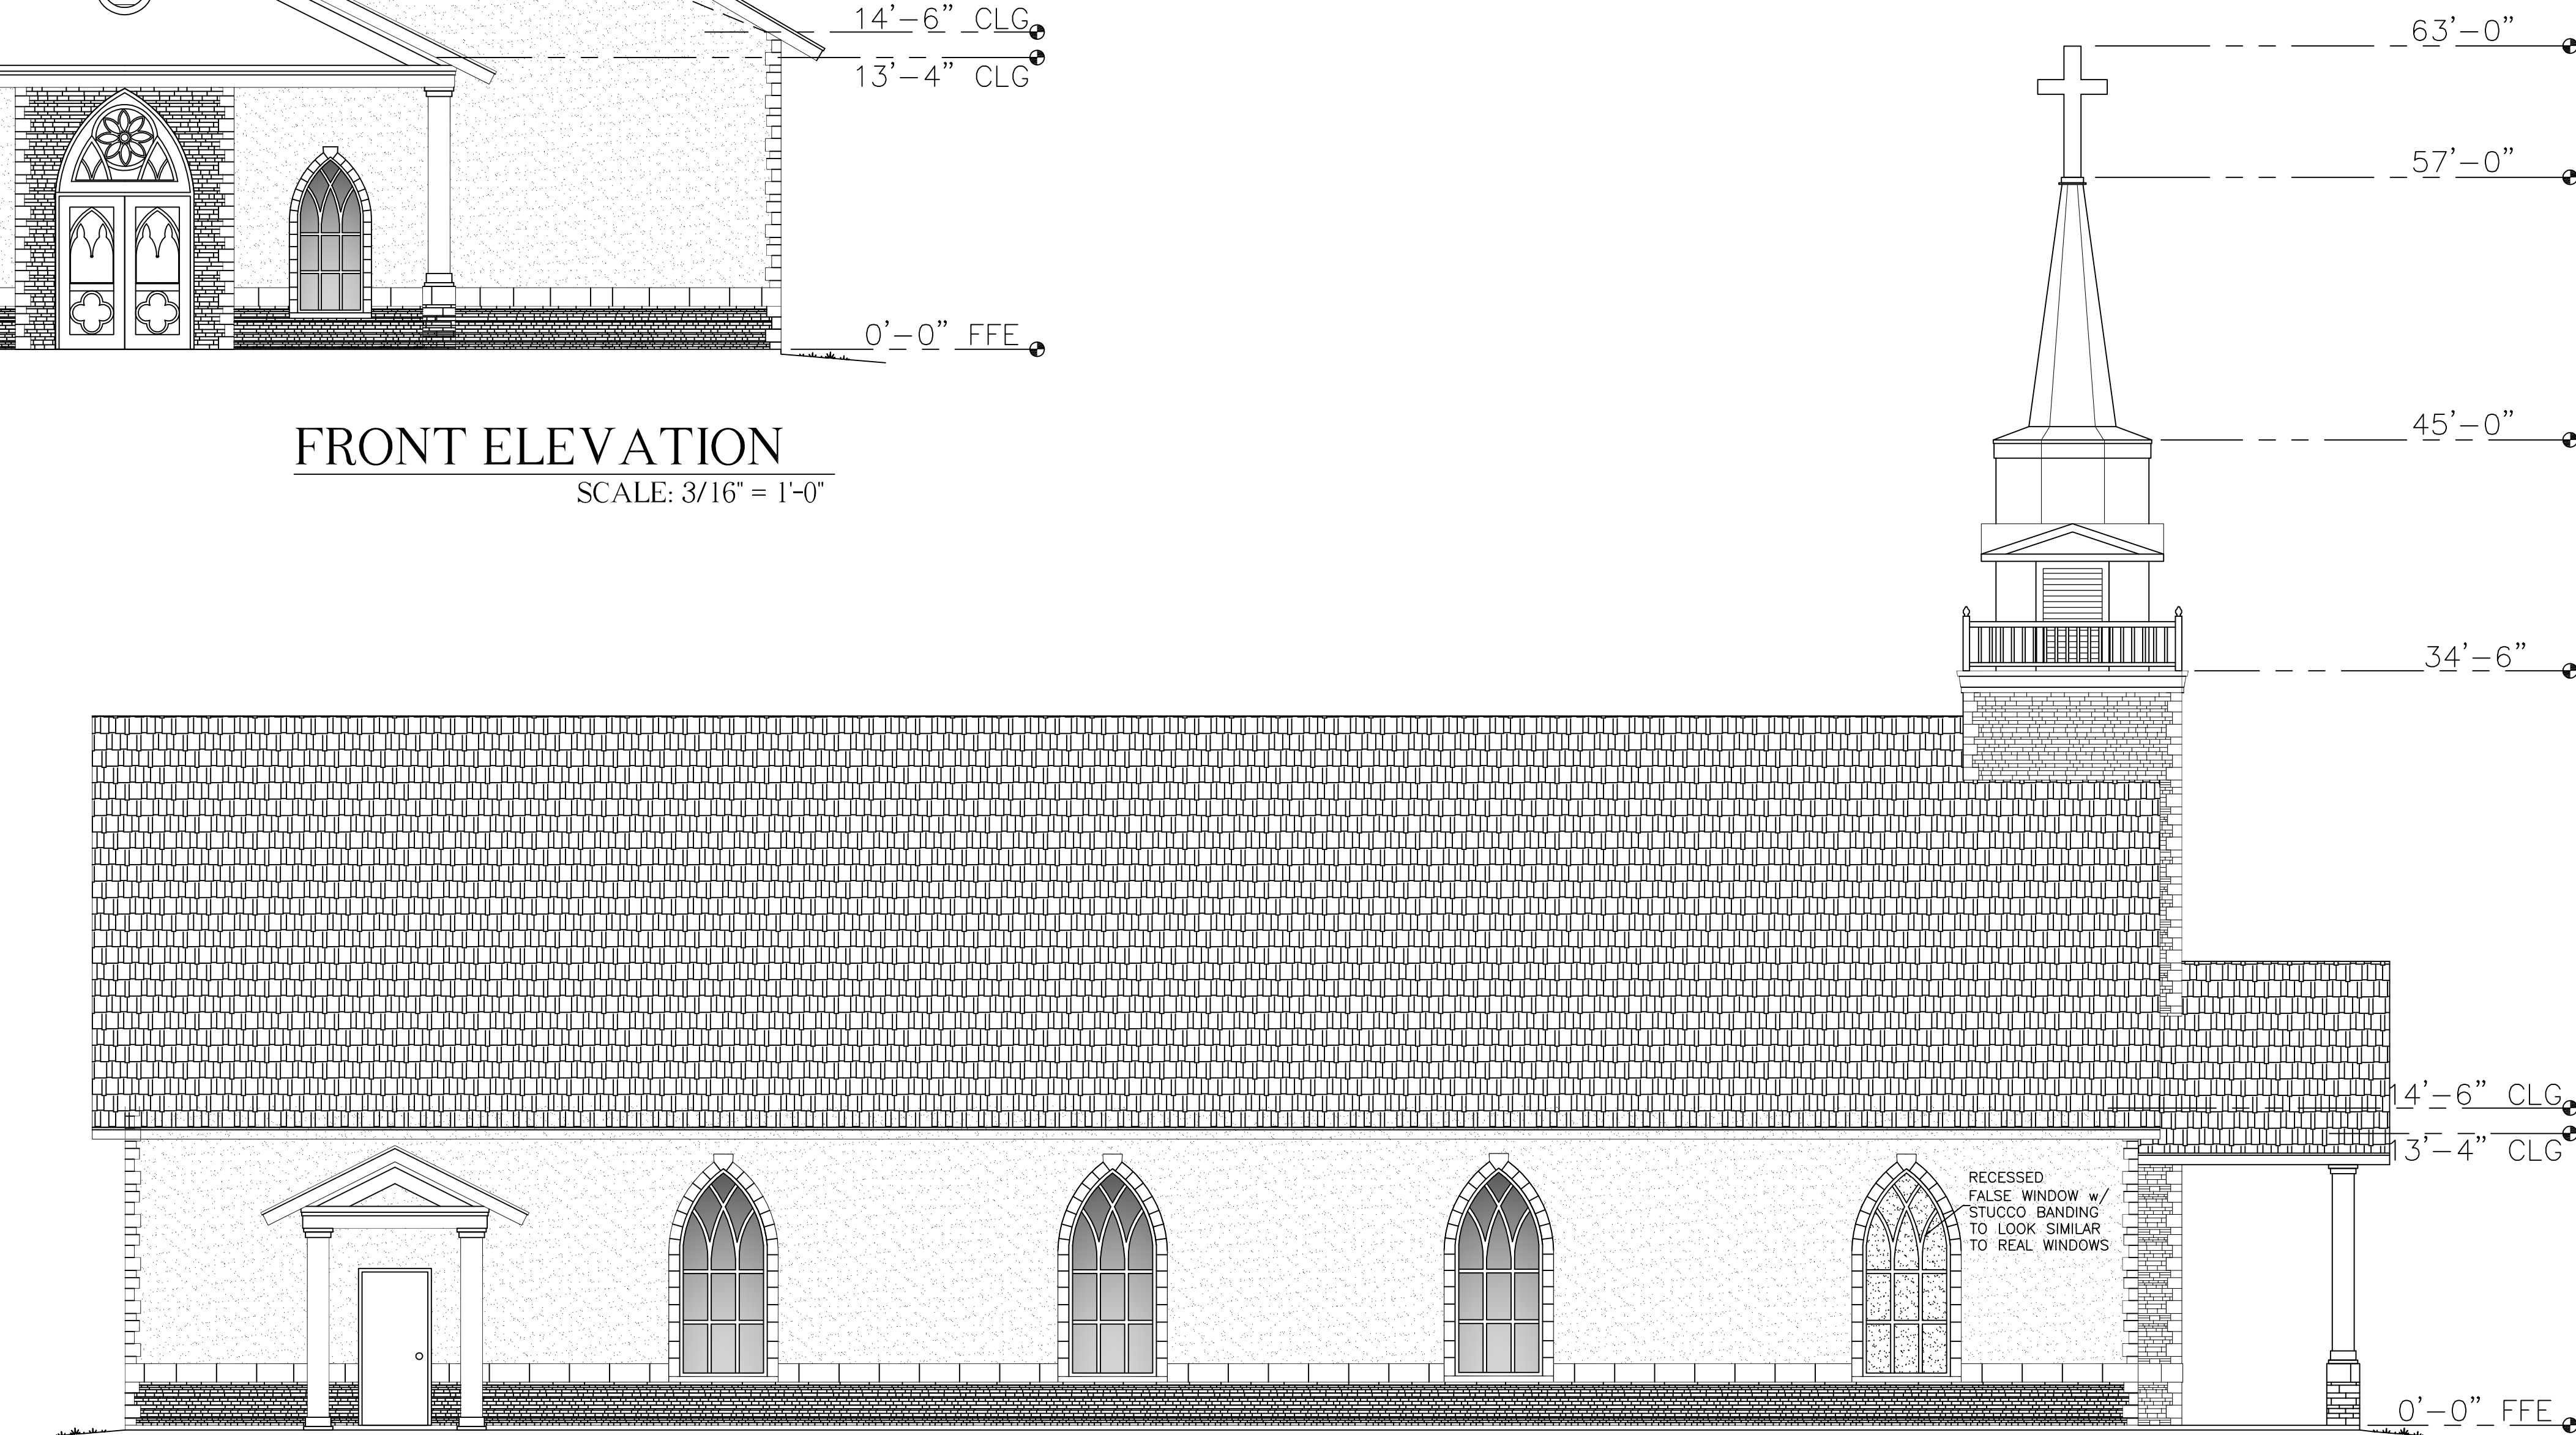 14'-6" CLG
13'-4" CLG
0'-0" FFE
FRONT ELEVATION
SCALE: 3/16" = 1'-0"
63'-0"
57'-0"
45'-0"
34'-6"
14'-6" CLG
13'-4" CLG
RECESSED
FALSE WINDOW w/
STUCCO BANDING
TO LOOK SIMILAR
TO REAL WINDOWS
0'-0" FFE